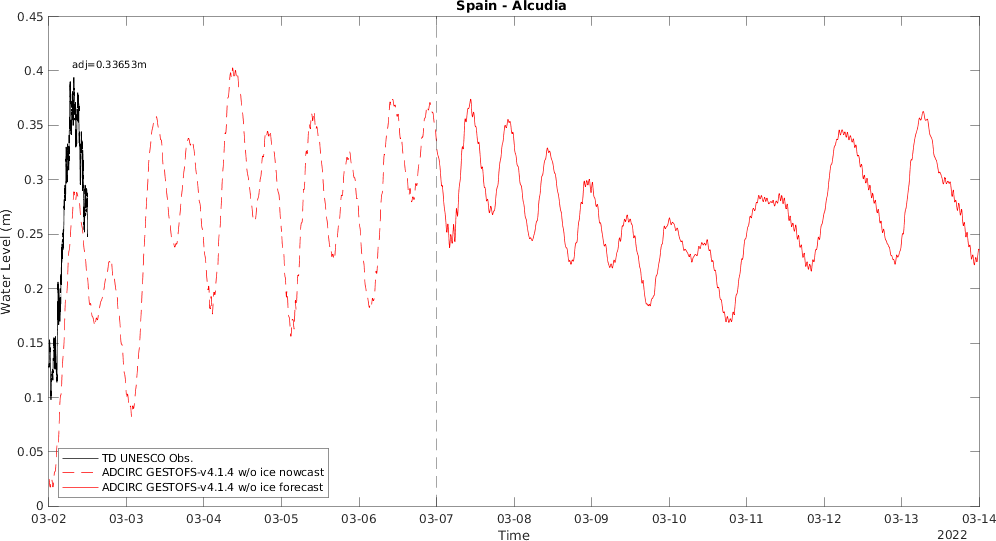 Spain - Alcudia
0.45
0.4
0.35
0.3
0.25
0.2
0.15
0.1
0.05
0
Water Level (m)
adj=0.33653m
TD UNESCO Obs.
ADCIRC GESTOFS-v4.1.4 w/o ice nowcast
ADCIRC GESTOFS-v4.1.4 w/o ice forecast
03-02 03-03 03-04 03-05 03-06 03-07 03-08 03-09 03-10 03-11 03-12 03-13 03-14
Time
2022